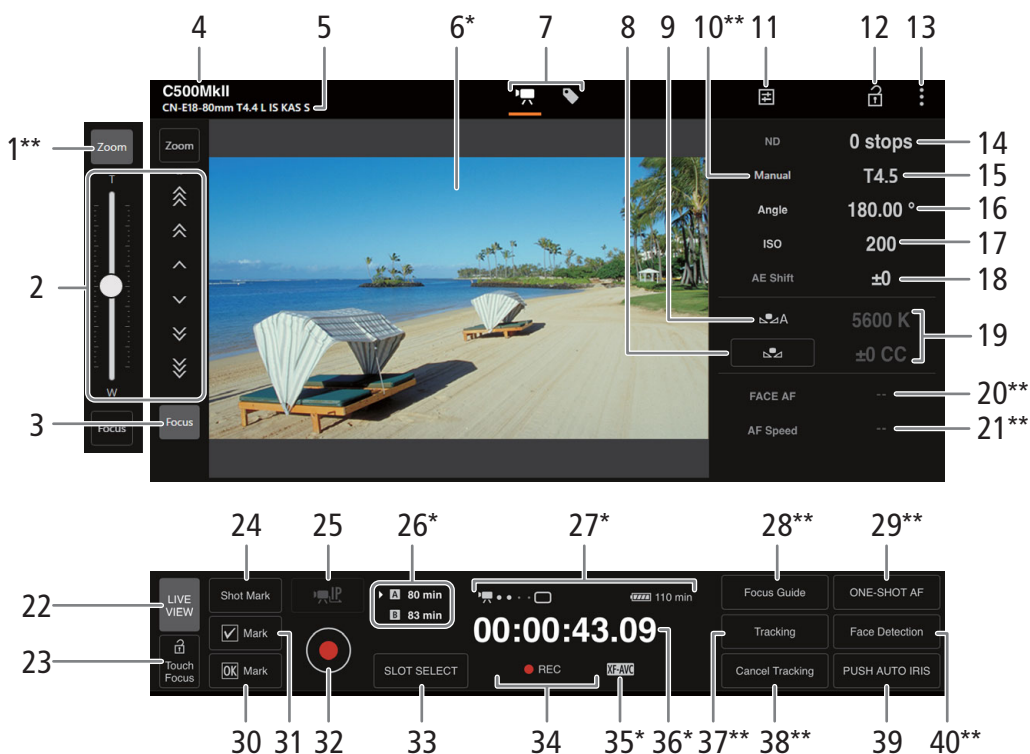 4 5 6* 7 8 9 10** 11 12 13
C500MkII
CN-E18-80mm T4.4 L IS KAS S
1** Zoom Zoom
ND 0 stops 14
T
Manual T4.5 15
Angle 180.00 ° 16
ISO 200 17
2
AE Shift ±0 18
A 5600 K
19
±0 CC
W
FACE AF -- 20**
3 Focus Focus
AF Speed -- 21**
24 25 26* 27* 28** 29**
22 LIVE VIEW Shot Mark IP A 80 min 110 min Focus Guide ONE-SHOT AF
B 83 min
Mark 00:00:43.09 Tracking Face Detection
23 Touch Focus OK Mark SLOT SELECT REC XF-AVC Cancel Tracking PUSH AUTO IRIS
30 31 32 33 34 35* 36* 37** 38** 39 40**